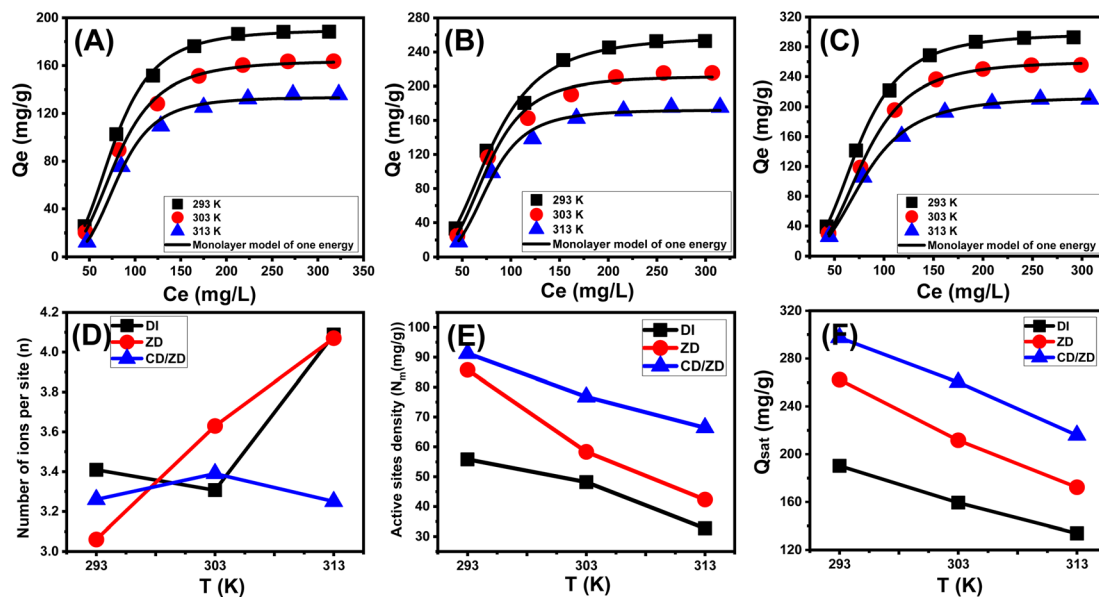 (A)
Qe (mg/g)
200
160
120
80
40
0
50 100 150 200 250 300 350
Ce (mg/L)
293 K
303 K
313 K
Monolayer model of one energy
(B)
Qe (mg/g)
280
240
200
160
120
80
40
0
50 100 150 200 250 300
Ce (mg/L)
293 K
303 K
313 K
Monolayer model of one energy
(C)
Qe (mg/g)
320
280
240
200
160
120
80
40
0
50 100 150 200 250 300
Ce (mg/L)
293 K
303 K
313 K
Monolayer model of one energy
(D)
Number of ions per site (n)
4.2
4.0
3.8
3.6
3.4
3.2
3.0
293 303 313
T (K)
DI
ZD
CD/ZD
(E)
Active sites density (Nm(mg/g))
100
90
80
70
60
50
40
30
293 303 313
T (K)
DI
ZD
CD/ZD
(F)
Qsat (mg/g)
320
280
240
200
160
120
293 303 313
T (K)
DI
ZD
CD/ZD